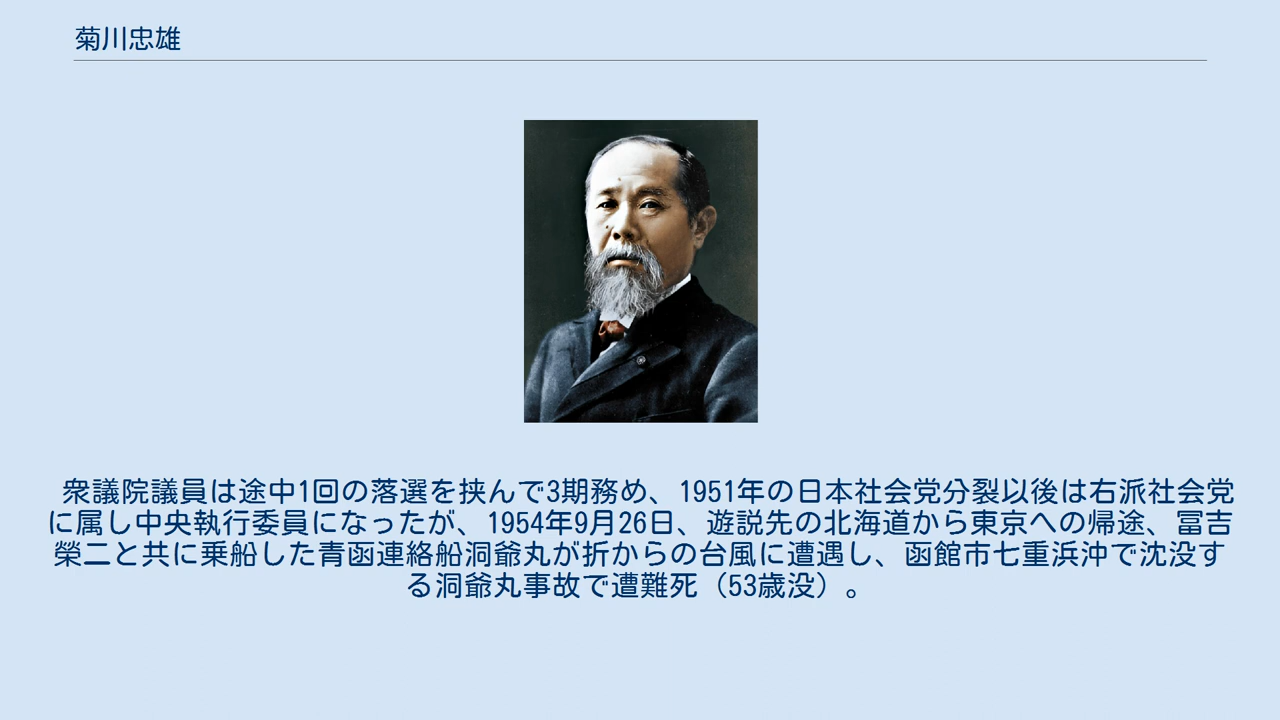 菊川忠雄
衆議院議員は途中1回の落選を挟んで3期務め、1951年の日本社会党分裂以後は右派社会党
に属し中央執行委員になったが、1954年9月26日、遊説先の北海道から東京への帰途、冨吉
榮二と共に乗船した青函連絡船洞爺丸が折からの台風に遭遇し、函館市七重浜沖で沈没す
る洞爺丸事故で遭難死（53歳没）。